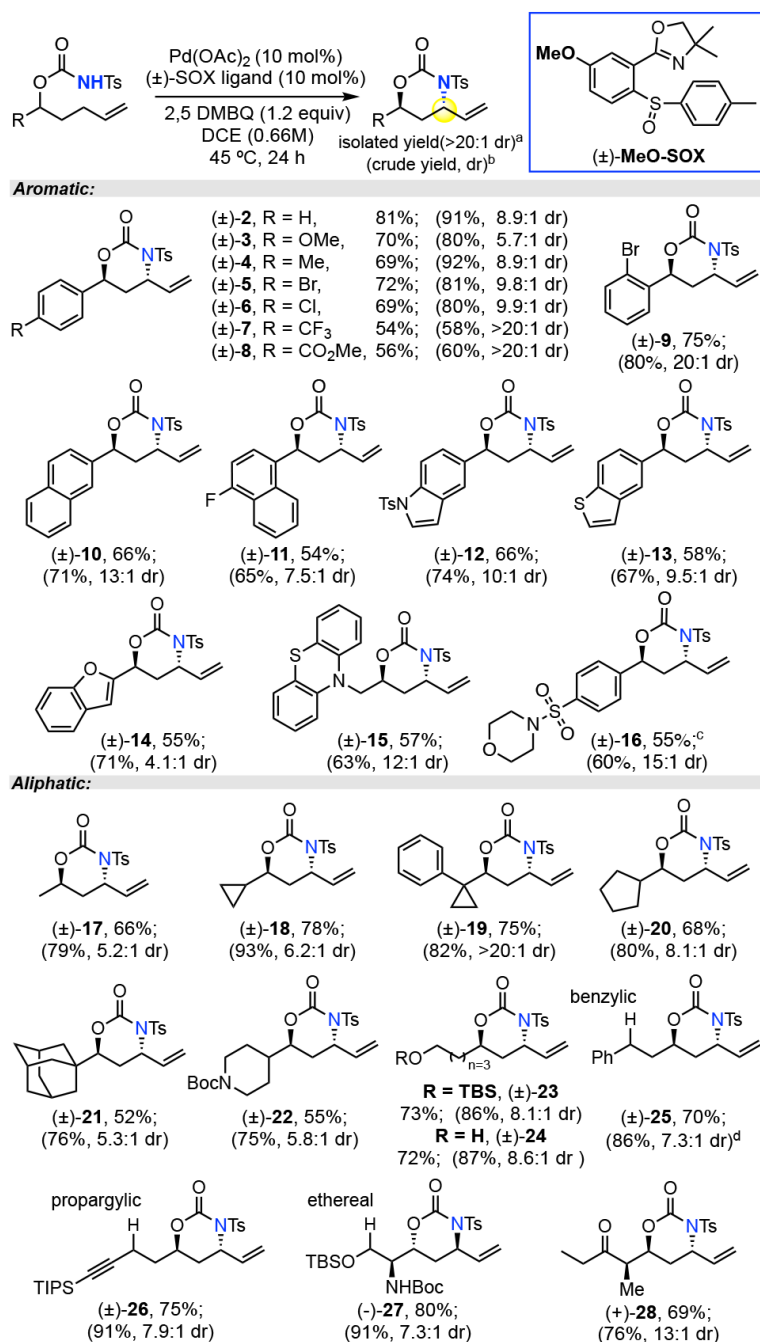 O
O NHTs
R
Pd(OAc)2 (10 mol%)
(±)-SOX ligand (10 mol%)
2,5 DMBQ (1.2 equiv)
DCE (0.66M)
45 ºC, 24 h
O
O NTs
R
isolated yield(>20:1 dr)a
(crude yield, dr)b
MeO
O
N
S
O
(±)-MeO-SOX
Aromatic:
O
O NTs
R
(±)-2, R = H, 81%; (91%, 8.9:1 dr)
(±)-3, R = OMe, 70%; (80%, 5.7:1 dr)
(±)-4, R = Me, 69%; (92%, 8.9:1 dr)
(±)-5, R = Br, 72%; (81%, 9.8:1 dr)
(±)-6, R = Cl, 69%; (80%, 9.9:1 dr)
(±)-7, R = CF3 54%; (58%, >20:1 dr)
(±)-8, R = CO2Me, 56%; (60%, >20:1 dr)
O
Br O NTs
(±)-9, 75%;
(80%, 20:1 dr)
O
O NTs
(±)-10, 66%;
(71%, 13:1 dr)
O
O NTs
F
(±)-11, 54%;
(65%, 7.5:1 dr)
O
O NTs
TsN
(±)-12, 66%;
(74%, 10:1 dr)
O
O NTs
S
(±)-13, 58%;
(67%, 9.5:1 dr)
O
O NTs
O
(±)-14, 55%;
(71%, 4.1:1 dr)
O
S O NTs
N
(±)-15, 57%;
(63%, 12:1 dr)
O
O NTs
O
S
N O
O
(±)-16, 55%;c
(60%, 15:1 dr)
Aliphatic:
O
O NTs
(±)-17, 66%;
(79%, 5.2:1 dr)
O
O NTs
(±)-18, 78%;
(93%, 6.2:1 dr)
O
O NTs
(±)-19, 75%;
(82%, >20:1 dr)
O
O NTs
(±)-20, 68%;
(80%, 8.1:1 dr)
O
O NTs
(±)-21, 52%;
(76%, 5.3:1 dr)
O
O NTs
BocN
(±)-22, 55%;
(75%, 5.8:1 dr)
O
O NTs
RO
n=3
R = TBS, (±)-23
73%; (86%, 8.1:1 dr)
R = H, (±)-24
72%; (87%, 8.6:1 dr )
benzylic
O
H O NTs
Ph
(±)-25, 70%;
(86%, 7.3:1 dr)d
propargylic
O
H O NTs
TIPS
(±)-26, 75%;
(91%, 7.9:1 dr)
ethereal
O
H O NTs
TBSO
NHBoc
(-)-27, 80%;
(91%, 7.3:1 dr)
O
O O NTs
Me
(+)-28, 69%;
(76%, 13:1 dr)